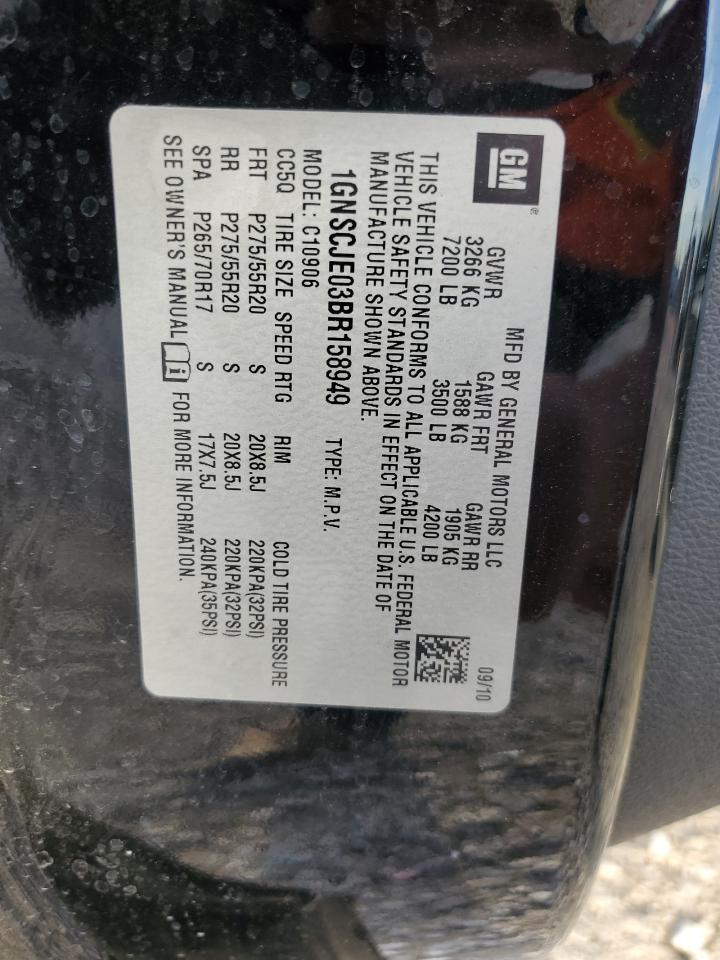 GM ®
MFD BY GENERAL MOTORS LLC 09/10
GVWR GAWR FRT GAWR RR
3266 KG 1588 KG 1905 KG
7200 LB 3500 LB 4200 LB
THIS VEHICLE CONFORMS TO ALL APPLICABLE U.S. FEDERAL MOTOR
VEHICLE SAFETY STANDARDS IN EFFECT ON THE DATE OF
MANUFACTURE SHOWN ABOVE.
1GNSCJE03BR158949 TYPE: M.P.V.
MODEL: C10906
CC5Q TIRE SIZE SPEED RTG RIM COLD TIRE PRESSURE
FRT P275/55R20 S 20X8.5J 220KPA(32PSI)
RR P275/55R20 S 20X8.5J 220KPA(32PSI)
SPA P265/70R17 S 17X7.5J 240KPA(35PSI)
SEE OWNER'S MANUAL i FOR MORE INFORMATION.